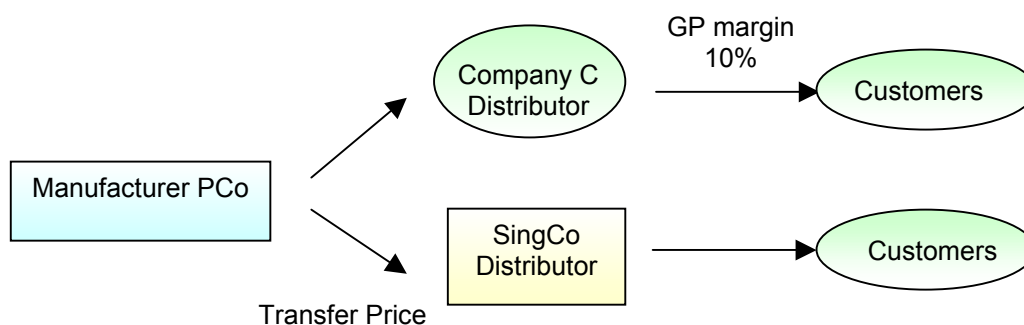 GP margin
10%
Company C
Distributor
Customers
Manufacturer PCo
SingCo
Distributor
Customers
Transfer Price